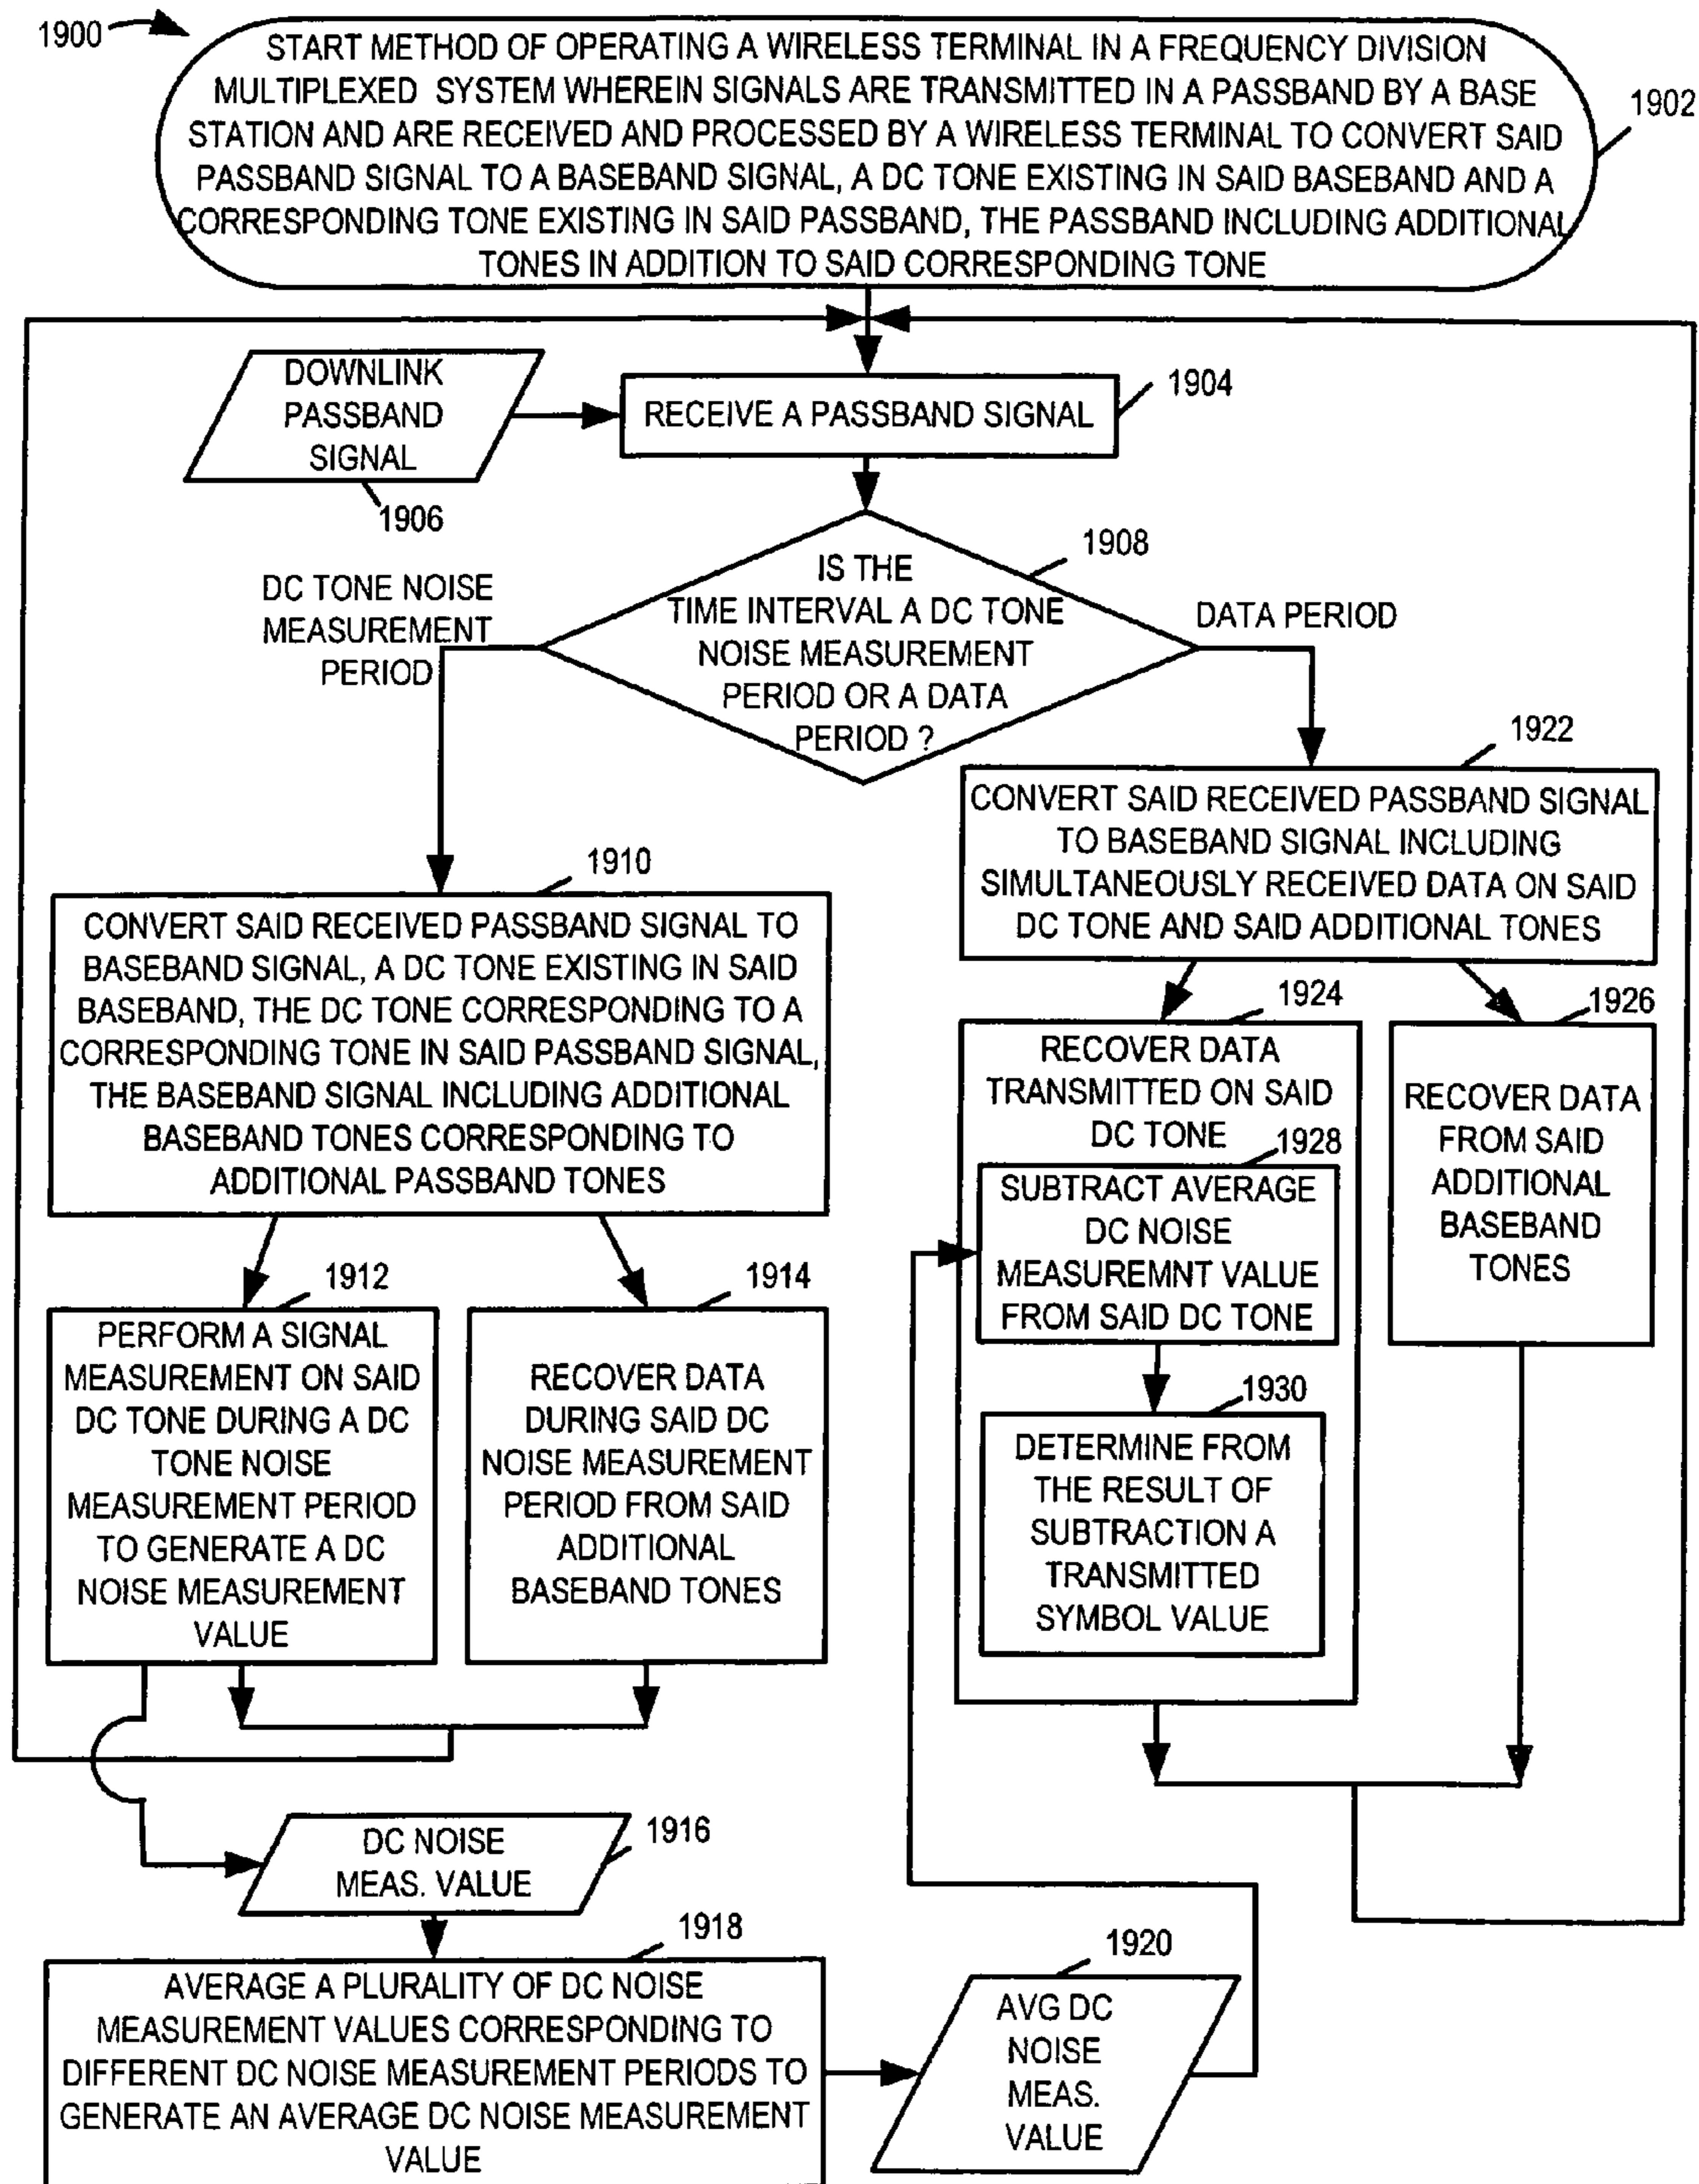 1900
START METHOD OF OPERATING A WIRELESS TERMINAL IN A FREQUENCY DIVISION
MULTIPLEXED SYSTEM WHEREIN SIGNALS ARE TRANSMITTED IN A PASSBAND BY A BASE
STATION AND ARE RECEIVED AND PROCESSED BY A WIRELESS TERMINAL TO CONVERT SAID
PASSBAND SIGNAL TO A BASEBAND SIGNAL, A DC TONE EXISTING IN SAID BASEBAND AND A
CORRESPONDING TONE EXISTING IN SAID PASSBAND, THE PASSBAND INCLUDING ADDITIONAL
TONES IN ADDITION TO SAID CORRESPONDING TONE
1902
DOWNLINK
PASSBAND
SIGNAL
1906
RECEIVE A PASSBAND SIGNAL
1904
IS THE
TIME INTERVAL A DC TONE
NOISE MEASUREMENT
PERIOD OR A DATA
PERIOD ?
1908
DC TONE NOISE
MEASUREMENT
PERIOD
DATA PERIOD
1910
CONVERT SAID RECEIVED PASSBAND SIGNAL TO
BASEBAND SIGNAL, A DC TONE EXISTING IN SAID
BASEBAND, THE DC TONE CORRESPONDING TO A
CORRESPONDING TONE IN SAID PASSBAND SIGNAL,
THE BASEBAND SIGNAL INCLUDING ADDITIONAL
BASEBAND TONES CORRESPONDING TO
ADDITIONAL PASSBAND TONES
1912
PERFORM A SIGNAL
MEASUREMENT ON SAID
DC TONE DURING A DC
TONE NOISE
MEASUREMENT PERIOD
TO GENERATE A DC
NOISE MEASUREMENT
VALUE
1914
RECOVER DATA
DURING SAID DC
NOISE MEASUREMENT
PERIOD FROM SAID
ADDITIONAL
BASEBAND TONES
1922
CONVERT SAID RECEIVED PASSBAND SIGNAL
TO BASEBAND SIGNAL INCLUDING
SIMULTANEOUSLY RECEIVED DATA ON SAID
DC TONE AND SAID ADDITIONAL TONES
1924
RECOVER DATA
TRANSMITTED ON SAID
DC TONE
1928
SUBTRACT AVERAGE
DC NOISE
MEASUREMNT VALUE
FROM SAID DC TONE
1930
DETERMINE FROM
THE RESULT OF
SUBTRACTION A
TRANSMITTED
SYMBOL VALUE
1926
RECOVER DATA
FROM SAID
ADDITIONAL
BASEBAND
TONES
DC NOISE
MEAS. VALUE
1916
1918
AVERAGE A PLURALITY OF DC NOISE
MEASUREMENT VALUES CORRESPONDING TO
DIFFERENT DC NOISE MEASUREMENT PERIODS TO
GENERATE AN AVERAGE DC NOISE MEASUREMENT
VALUE
1920
AVG DC
NOISE
MEAS.
VALUE